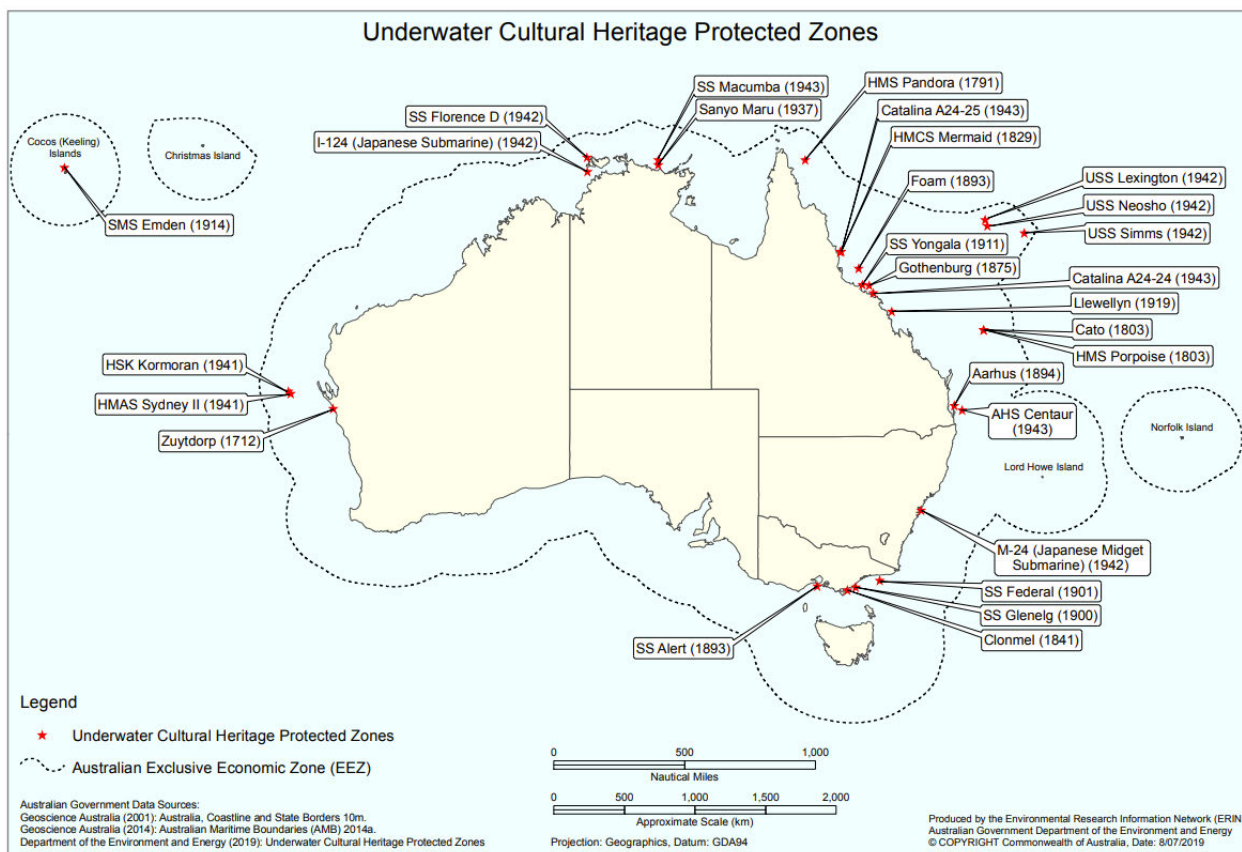 Underwater Cultural Heritage Protected Zones
SS Macumba (1943)
HMS Pandora (1791)
Sanyo Maru (1937)
Catalina A24-25 (1943)
SS Florence D (1942)
HMCS Mermaid (1829)
I-124 (Japanese Submarine) (1942)
Cocos (Keeling)
Islands
Christmas Island
Foam (1893)
USS Lexington (1942)
USS Neosho (1942)
SMS Emden (1914)
USS Simms (1942)
SS Yongala (1911)
Gothenburg (1875)
Catalina A24-24 (1943)
Llewellyn (1919)
Cato (1803)
HMS Porpoise (1803)
HSK Kormoran (1941)
Aarhus (1894)
HMAS Sydney II (1941)
AHS Centaur
(1943)
Zuytdorp (1712)
Norfolk Island
Lord Howe Island
M-24 (Japanese Midget
Submarine) (1942)
SS Federal (1901)
SS Glenelg (1900)
SS Alert (1893)
Clonmel (1841)
Legend
Underwater Cultural Heritage Protected Zones
Australian Exclusive Economic Zone (EEZ)
0 500 1,000
Nautical Miles
0 500 1,000 1,500 2,000
Approximate Scale (km)
Australian Government Data Sources:
Geoscience Australia (2001): Australia, Coastline and State Borders 10m.
Geoscience Australia (2014): Australian Maritime Boundaries (AMB) 2014a.
Department of the Environment and Energy (2019): Underwater Cultural Heritage Protected Zones
Projection: Geographics, Datum: GDA94
Produced by the Environmental Research Information Network (ERIN
Australian Government Department of the Environment and Energy
© COPYRIGHT Commonwealth of Australia, Date: 8/07/2019